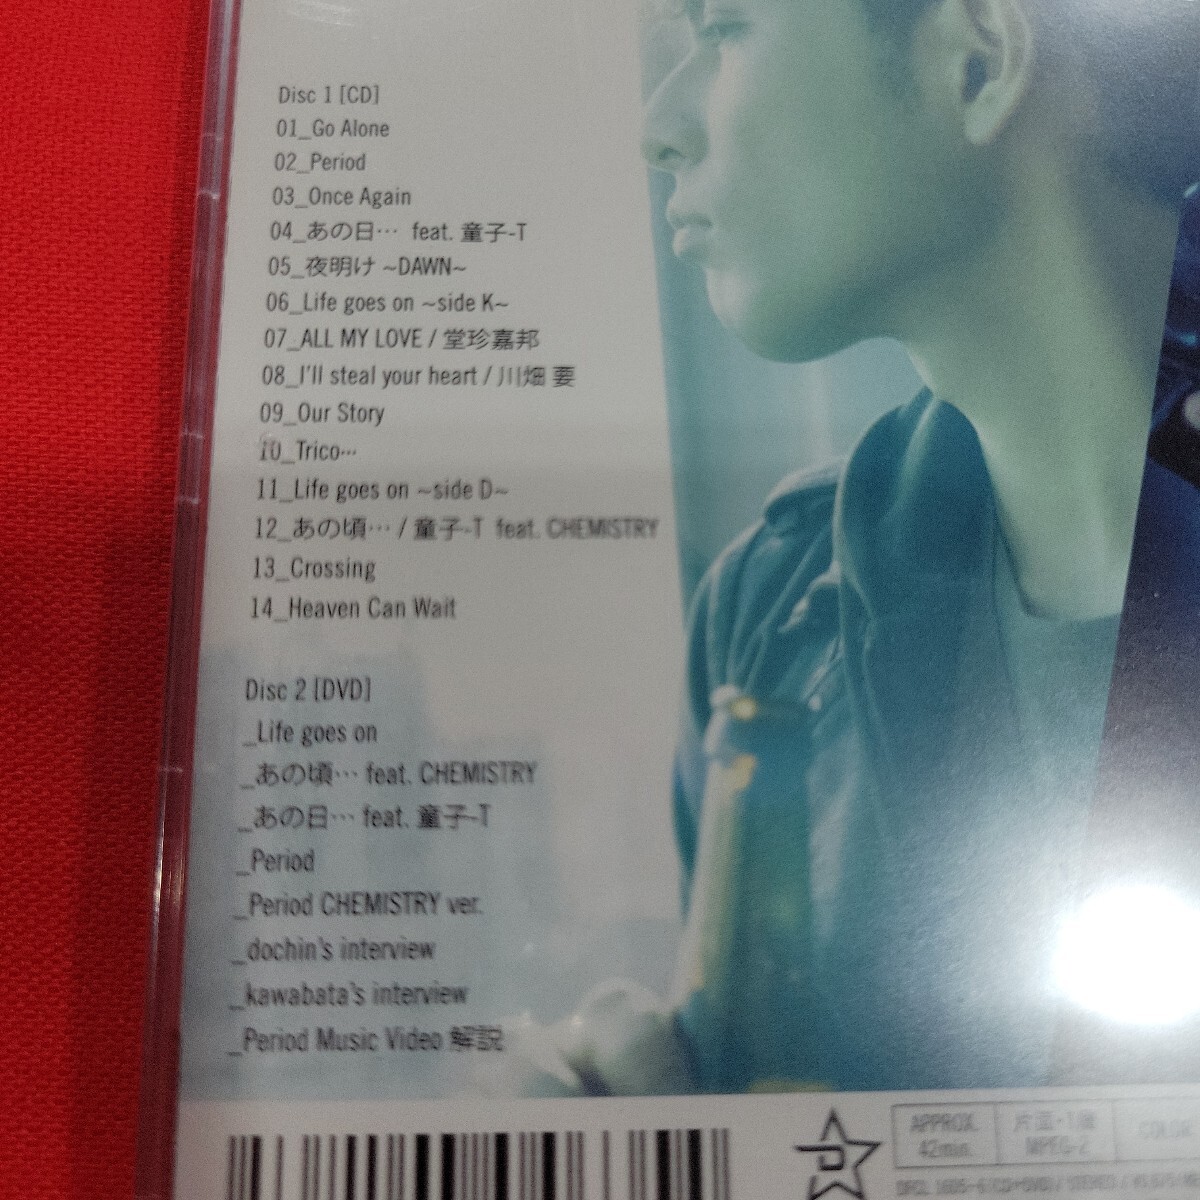 Disc 1 [CD]
01_Go Alone
02_Period
03_Once Again
04_あの日… feat. 童子-T
05_夜明け ~DAWN~
06_Life goes on ~side K~
07_ALL MY LOVE / 堂珍嘉邦
08_I'll steal your heart / 川畑 要
09_Our Story
10_Trico…
11_Life goes on ~side D~
12_あの頃… / 童子-T feat. CHEMISTRY
13_Crossing
14_Heaven Can Wait
Disc 2 [DVD]
_Life goes on
_あの頃… feat. CHEMISTRY
_あの日… feat. 童子-T
_Period
_Period CHEMISTRY ver.
_dochin's interview
_kawabata's interview
_Period Music Video 解説
APPROX. 42min.
片面・1層 MPEG-2
COLOR